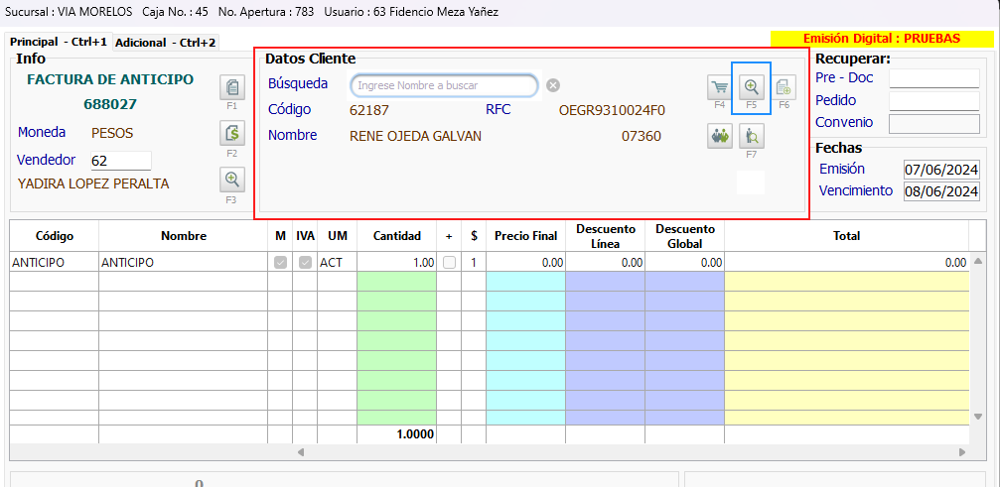 Sucursal : VIA MORELOS Caja No. : 45 No. Apertura : 783 Usuario : 63 Fidencio Meza Yañez
Principal - Ctrl+1 Adicional - Ctrl+2
Emisión Digital : PRUEBAS
Info
FACTURA DE ANTICIPO
688027
F1
Moneda PESOS
F2
Vendedor 62
YADIRA LOPEZ PERALTA
F3
Datos Cliente
Búsqueda Ingrese Nombre a buscar
F4 F5 F6
Código 62187 RFC OEGR9310024F0
Nombre RENE OJEDA GALVAN 07360
F7
Recuperar:
Pre - Doc
Pedido
Convenio
Fechas
Emisión 07/06/2024
Vencimiento 08/06/2024
Código Nombre M IVA UM Cantidad + $ Precio Final Descuento Línea Descuento Global Total
ANTICIPO ANTICIPO ACT 1.00 1 0.00 0.00 0.00 0.00
1.0000